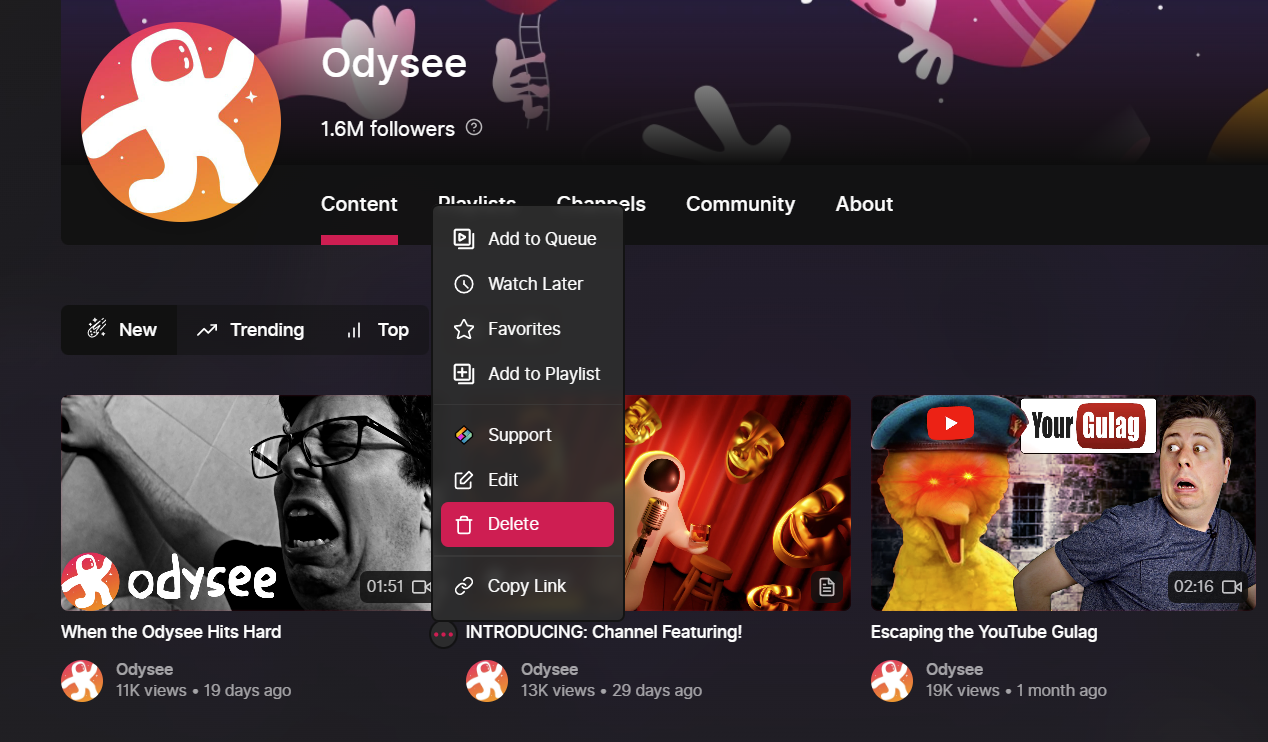 Odysee
1.6M followers
Content
Playlists
Channels
Community
About
Add to Queue
Watch Later
Favorites
Add to Playlist
Support
Edit
Delete
Copy Link
New
Trending
Top
odysee
01:51
Your Gulag
02:16
When the Odysee Hits Hard
Odysee
11K views • 19 days ago
INTRODUCING: Channel Featuring!
Odysee
13K views • 29 days ago
Escaping the YouTube Gulag
Odysee
19K views • 1 month ago